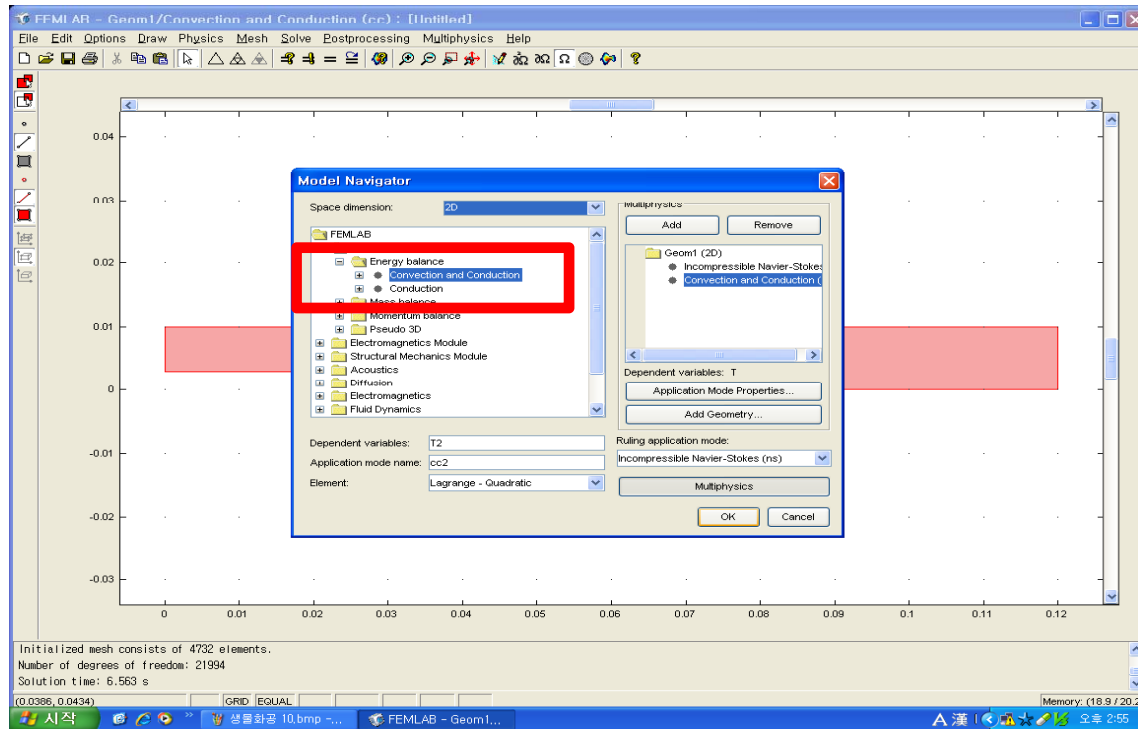 FEMLAB - Geom1/Convection and Conduction (cc) : [Untitled]
File Edit Options Draw Physics Mesh Solve Postprocessing Multiphysics Help
0.04
0.03
0.02
0.01
0
-0.01
-0.02
-0.03
0 0.01 0.02 0.03 0.04 0.05 0.06 0.07 0.08 0.09 0.1 0.11 0.12
Model Navigator
Space dimension: 2D
FEMLAB
Energy balance
Convection and Conduction
Conduction
Mass balance
Momentum balance
Pseudo 3D
Electromagnetics Module
Structural Mechanics Module
Acoustics
Diffusion
Electromagnetics
Fluid Dynamics
Dependent variables: T2
Application mode name: cc2
Element: Lagrange - Quadratic
Multiphysics
Add Remove
Geom1 (2D)
Incompressible Navier-Stokes
Convection and Conduction (
Dependent variables: T
Application Mode Properties...
Add Geometry...
Ruling application mode:
Incompressible Navier-Stokes (ns)
Multiphysics
OK Cancel
Initialized mesh consists of 4732 elements.
Number of degrees of freedom: 21994
Solution time: 6.563 s
(0.0386, 0.0434) GRID EQUAL Memory: (18.9 / 20.2
시작 생물화공 10,bmp -... FEMLAB - Geom1... A 漢 오후 2:55